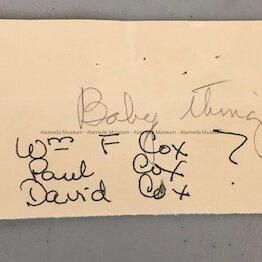 Baby thing
Alameda Museum - Alameda Museum - Alameda Museum - Alameda Museum
Wm F Cox ?
Paul Cox
David Cox